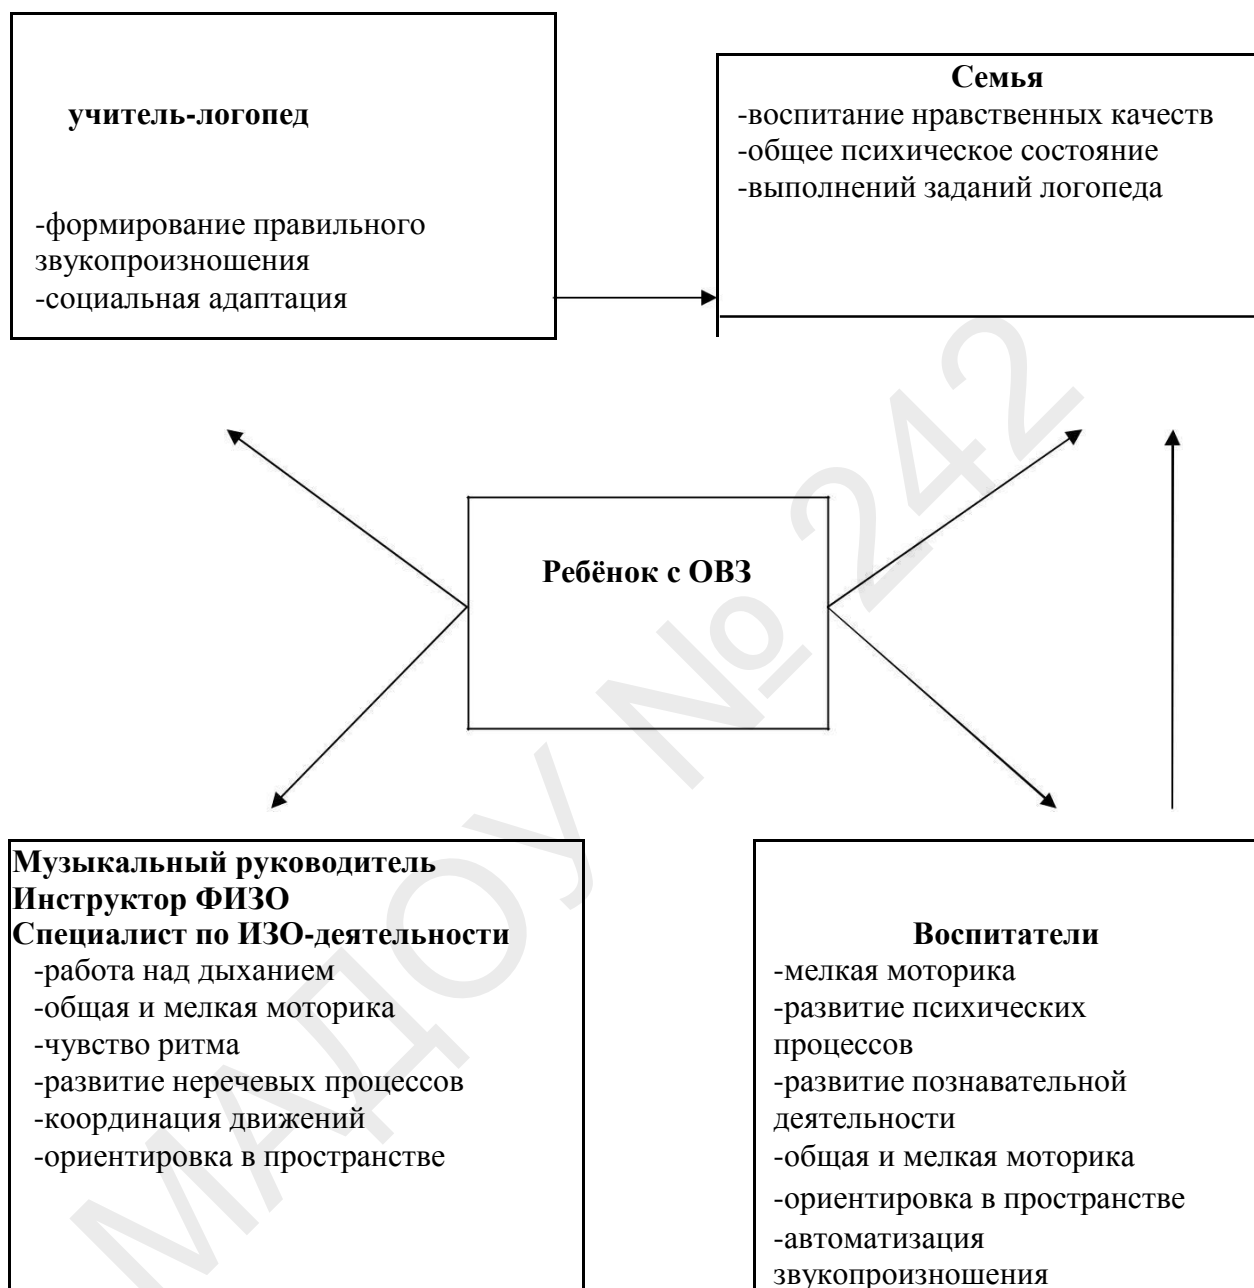 учитель-логопед
-формирование правильного
звукопроизношения
-социальная адаптация
Семья
-воспитание нравственных качеств
-общее психическое состояние
-выполнений заданий логопеда
Ребёнок с ОВЗ
Музыкальный руководитель
Инструктор ФИЗО
Специалист по ИЗО-деятельности
-работа над дыханием
-общая и мелкая моторика
-чувство ритма
-развитие неречевых процессов
-координация движений
-ориентировка в пространстве
Воспитатели
-мелкая моторика
-развитие психических
процессов
-развитие познавательной
деятельности
-общая и мелкая моторика
-ориентировка в пространстве
-автоматизация
звукопроизношения
МАДОУ № 242